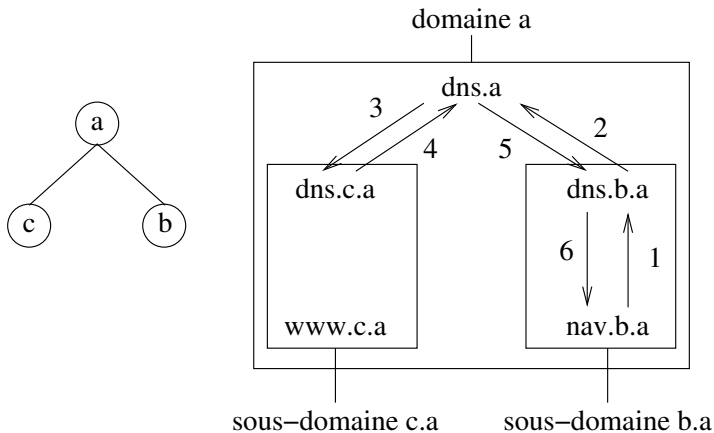 domaine a
a
c
b
dns.a
3
4
5
2
dns.c.a
dns.b.a
6
1
www.c.a
nav.b.a
sous-domaine c.a
sous-domaine b.a